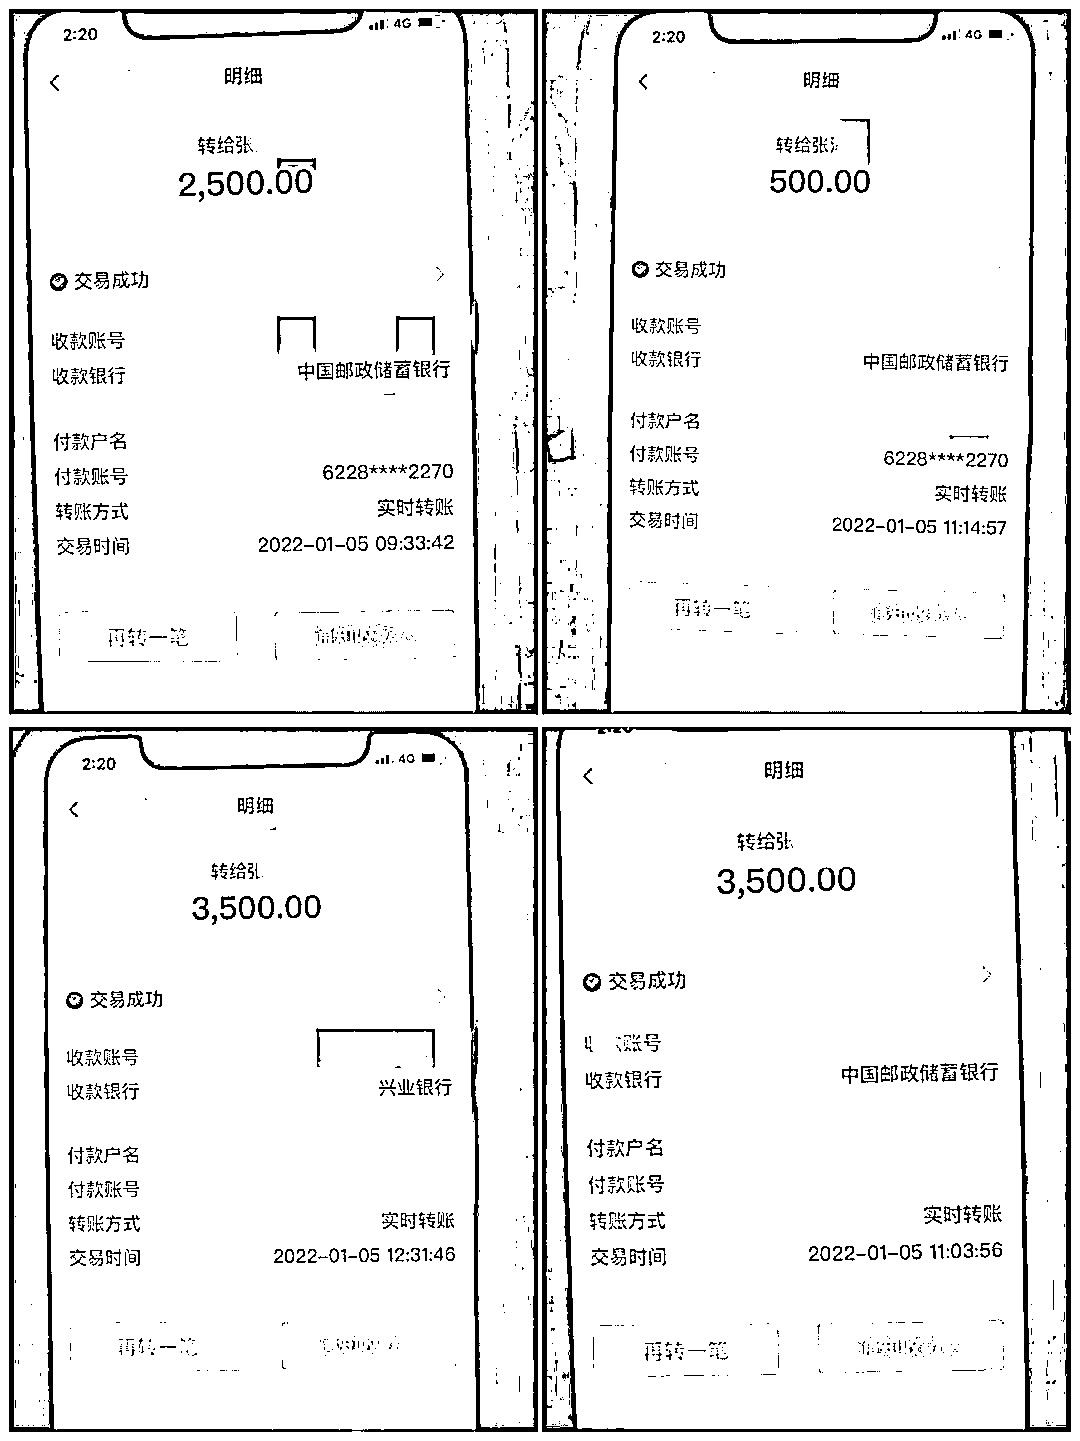 2:20
4G
明细
转给张
2,500.00
交易成功
收款账号
收款银行 中国邮政储蓄银行
付款户名
付款账号 6228****2270
转账方式 实时转账
交易时间 2022-01-05 09:33:42
再转一笔
2:20
4G
明细
转给张
500.00
交易成功
收款账号
收款银行 中国邮政储蓄银行
付款户名
付款账号 6228****2270
转账方式 实时转账
交易时间 2022-01-05 11:14:57
再转一笔
2:20
4G
明细
转给张
3,500.00
交易成功
收款账号
收款银行 兴业银行
付款户名
付款账号
转账方式 实时转账
交易时间 2022-01-05 12:31:46
再转一笔
明细
转给张
3,500.00
交易成功
账号
收款银行 中国邮政储蓄银行
付款户名
付款账号
转账方式 实时转账
交易时间 2022-01-05 11:03:56
再转一笔